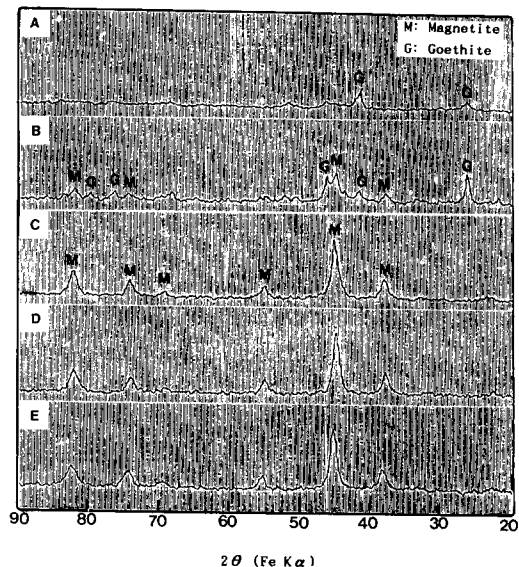 A
M: Magnetite
G: Goethite
G G
B
M G G M G M G M G
C
M M M M M M
D
E
90 80 70 60 50 40 30 20
2θ (Fe Kα)